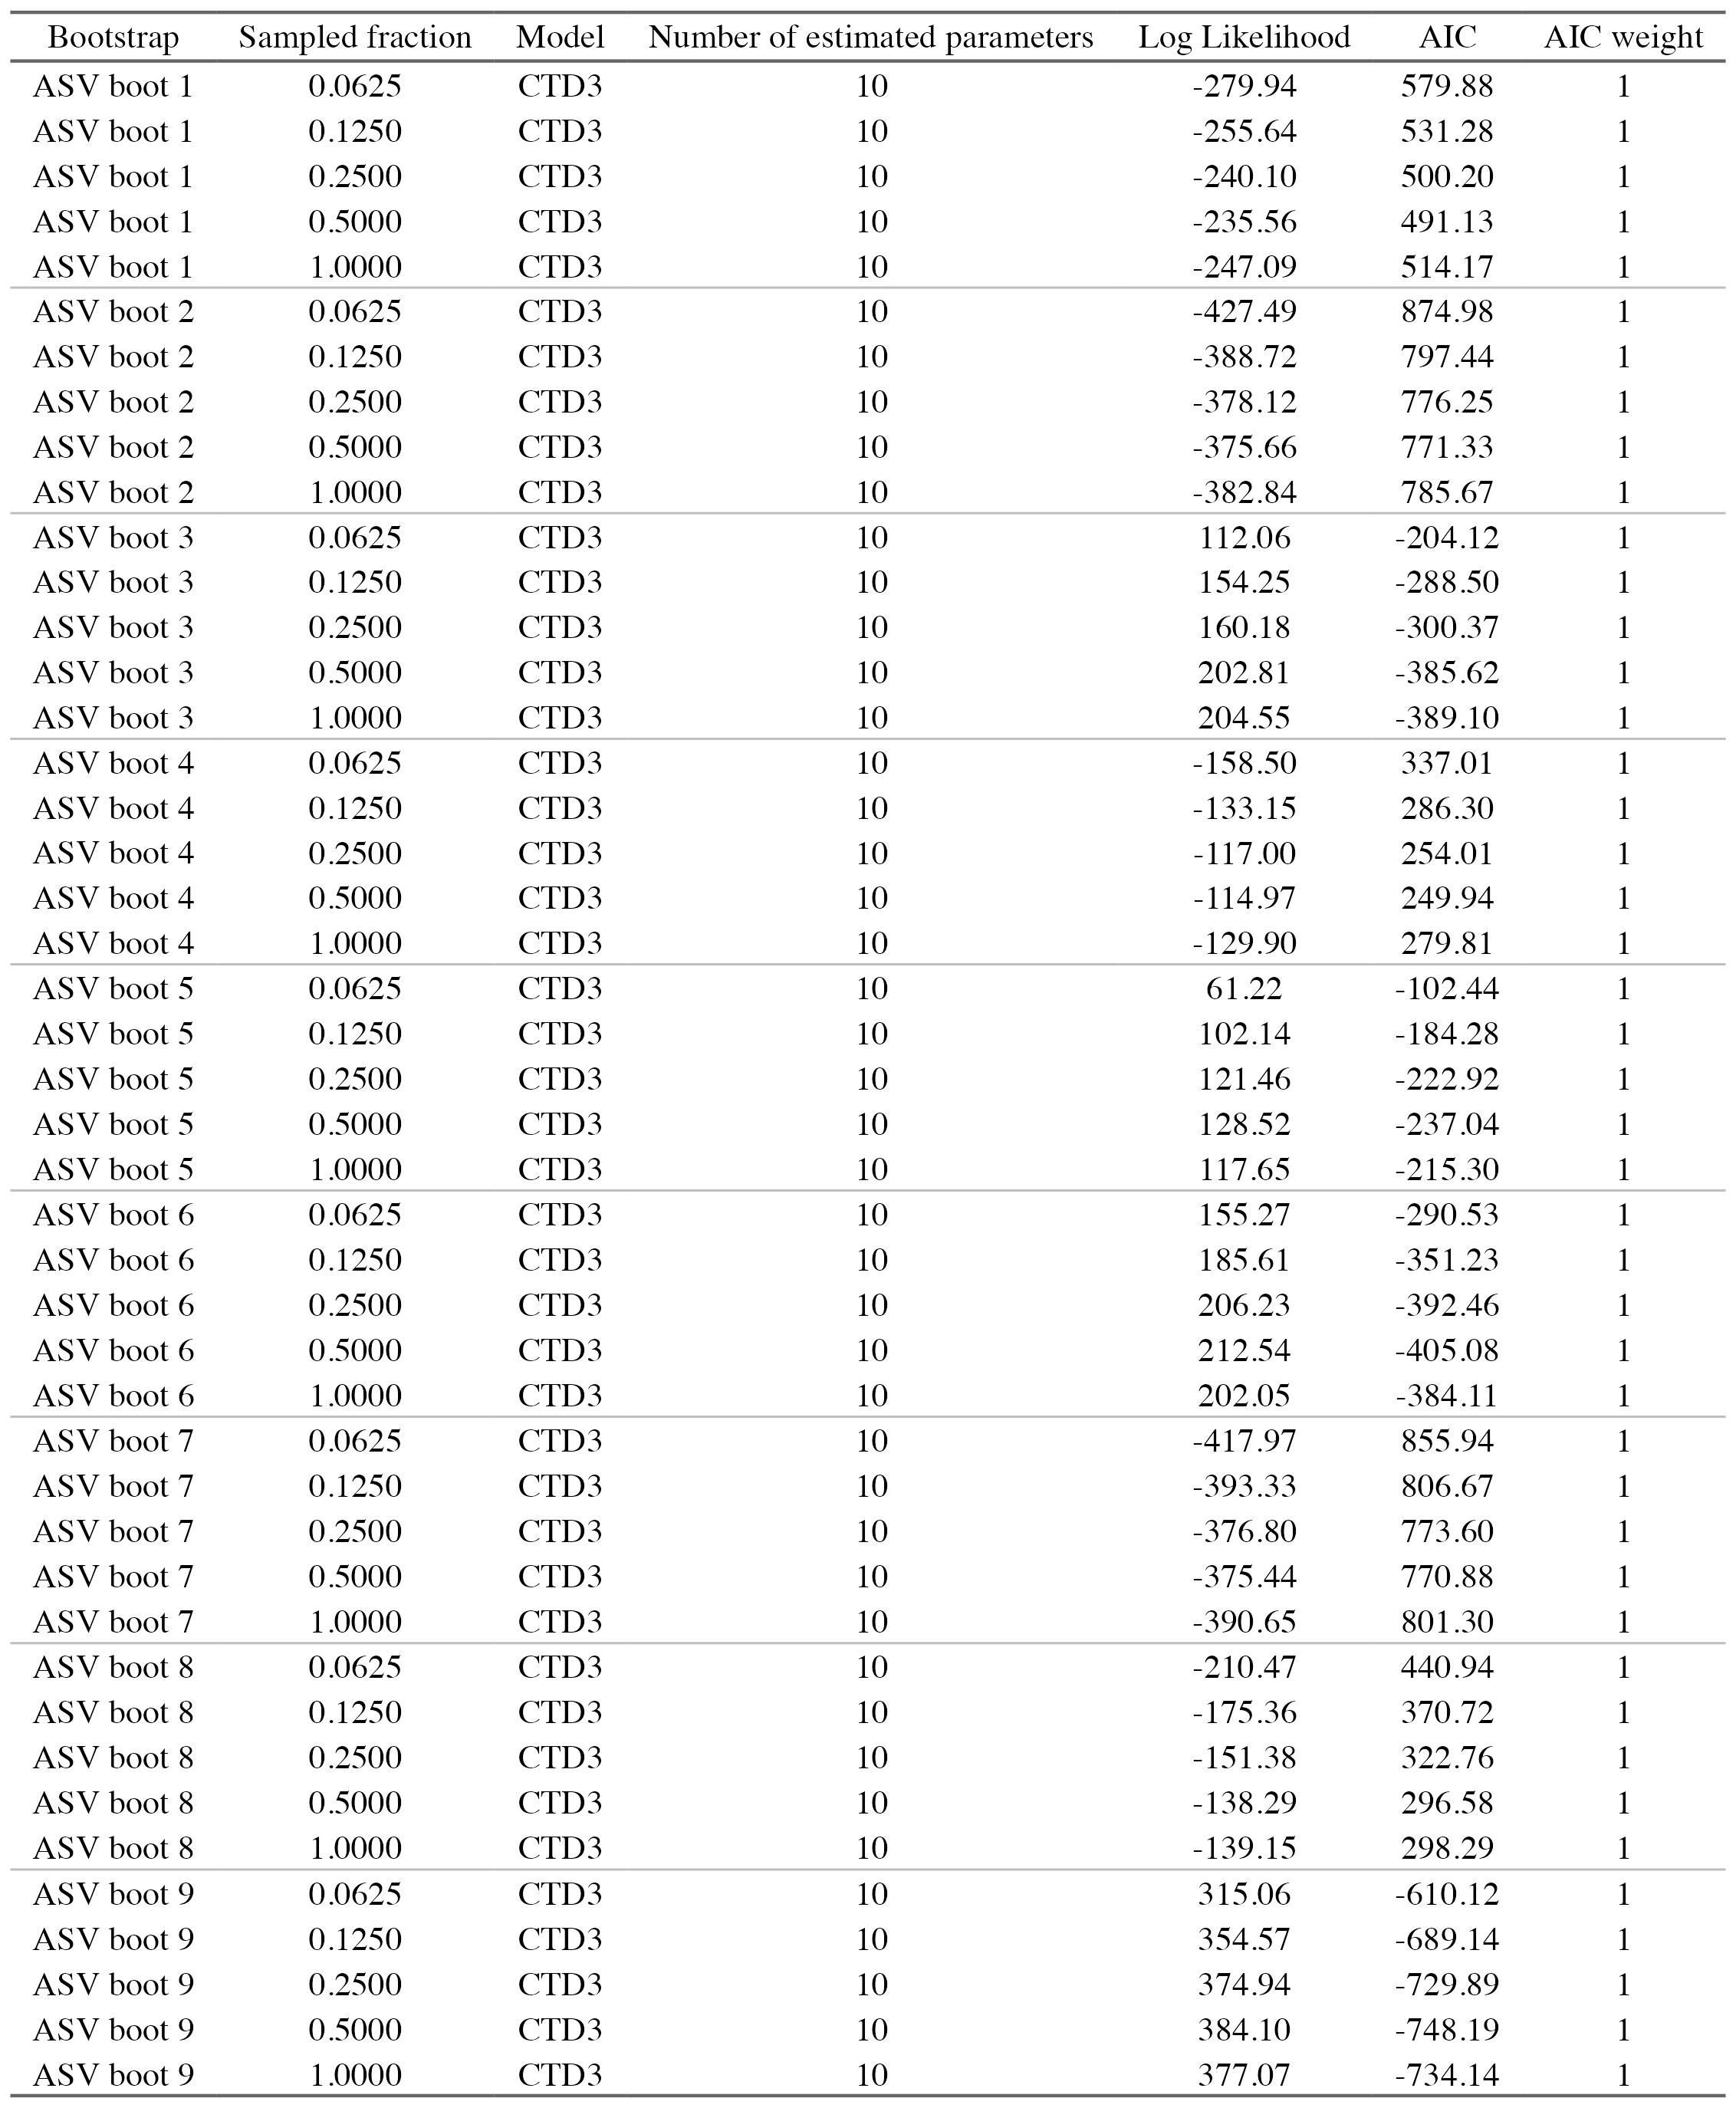 Bootstrap Sampled fraction Model Number of estimated parameters Log Likelihood AIC AIC weight
ASV boot 1 0.0625 CTD3 10 -279.94 579.88 1
ASV boot 1 0.1250 CTD3 10 -255.64 531.28 1
ASV boot 1 0.2500 CTD3 10 -240.10 500.20 1
ASV boot 1 0.5000 CTD3 10 -235.56 491.13 1
ASV boot 1 1.0000 CTD3 10 -247.09 514.17 1
ASV boot 2 0.0625 CTD3 10 -427.49 874.98 1
ASV boot 2 0.1250 CTD3 10 -388.72 797.44 1
ASV boot 2 0.2500 CTD3 10 -378.12 776.25 1
ASV boot 2 0.5000 CTD3 10 -375.66 771.33 1
ASV boot 2 1.0000 CTD3 10 -382.84 785.67 1
ASV boot 3 0.0625 CTD3 10 112.06 -204.12 1
ASV boot 3 0.1250 CTD3 10 154.25 -288.50 1
ASV boot 3 0.2500 CTD3 10 160.18 -300.37 1
ASV boot 3 0.5000 CTD3 10 202.81 -385.62 1
ASV boot 3 1.0000 CTD3 10 204.55 -389.10 1
ASV boot 4 0.0625 CTD3 10 -158.50 337.01 1
ASV boot 4 0.1250 CTD3 10 -133.15 286.30 1
ASV boot 4 0.2500 CTD3 10 -117.00 254.01 1
ASV boot 4 0.5000 CTD3 10 -114.97 249.94 1
ASV boot 4 1.0000 CTD3 10 -129.90 279.81 1
ASV boot 5 0.0625 CTD3 10 61.22 -102.44 1
ASV boot 5 0.1250 CTD3 10 102.14 -184.28 1
ASV boot 5 0.2500 CTD3 10 121.46 -222.92 1
ASV boot 5 0.5000 CTD3 10 128.52 -237.04 1
ASV boot 5 1.0000 CTD3 10 117.65 -215.30 1
ASV boot 6 0.0625 CTD3 10 155.27 -290.53 1
ASV boot 6 0.1250 CTD3 10 185.61 -351.23 1
ASV boot 6 0.2500 CTD3 10 206.23 -392.46 1
ASV boot 6 0.5000 CTD3 10 212.54 -405.08 1
ASV boot 6 1.0000 CTD3 10 202.05 -384.11 1
ASV boot 7 0.0625 CTD3 10 -417.97 855.94 1
ASV boot 7 0.1250 CTD3 10 -393.33 806.67 1
ASV boot 7 0.2500 CTD3 10 -376.80 773.60 1
ASV boot 7 0.5000 CTD3 10 -375.44 770.88 1
ASV boot 7 1.0000 CTD3 10 -390.65 801.30 1
ASV boot 8 0.0625 CTD3 10 -210.47 440.94 1
ASV boot 8 0.1250 CTD3 10 -175.36 370.72 1
ASV boot 8 0.2500 CTD3 10 -151.38 322.76 1
ASV boot 8 0.5000 CTD3 10 -138.29 296.58 1
ASV boot 8 1.0000 CTD3 10 -139.15 298.29 1
ASV boot 9 0.0625 CTD3 10 315.06 -610.12 1
ASV boot 9 0.1250 CTD3 10 354.57 -689.14 1
ASV boot 9 0.2500 CTD3 10 374.94 -729.89 1
ASV boot 9 0.5000 CTD3 10 384.10 -748.19 1
ASV boot 9 1.0000 CTD3 10 377.07 -734.14 1